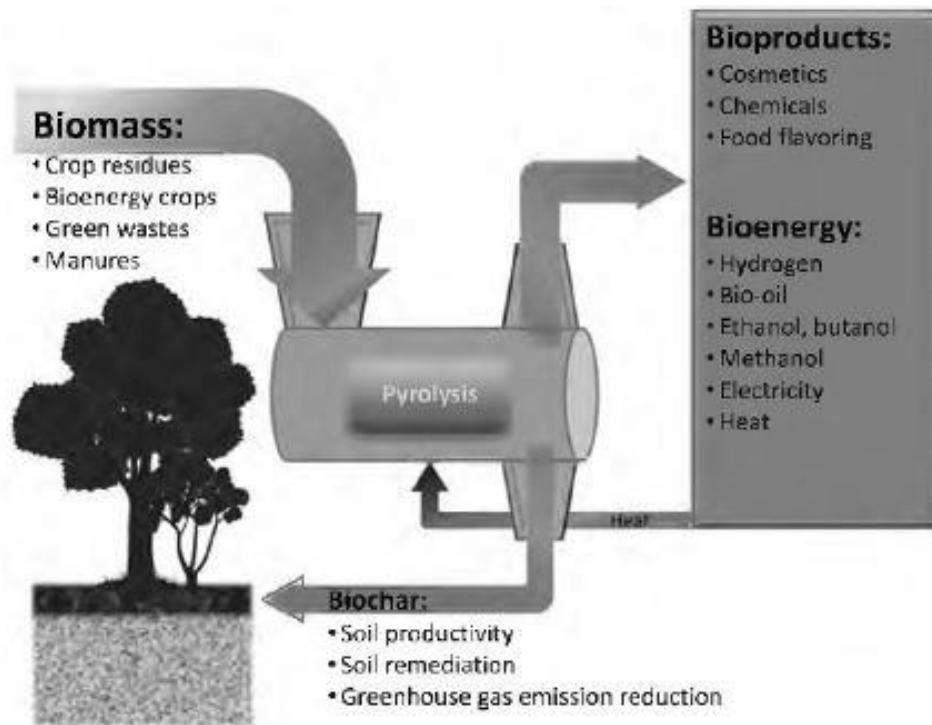 Biomass:
• Crop residues
• Bioenergy crops
• Green wastes
• Manures
Pyrolysis
Bioproducts:
• Cosmetics
• Chemicals
• Food flavoring
Bioenergy:
• Hydrogen
• Bio-oil
• Ethanol, butanol
• Methanol
• Electricity
• Heat
Heat
Biochar:
• Soil productivity
• Soil remediation
• Greenhouse gas emission reduction